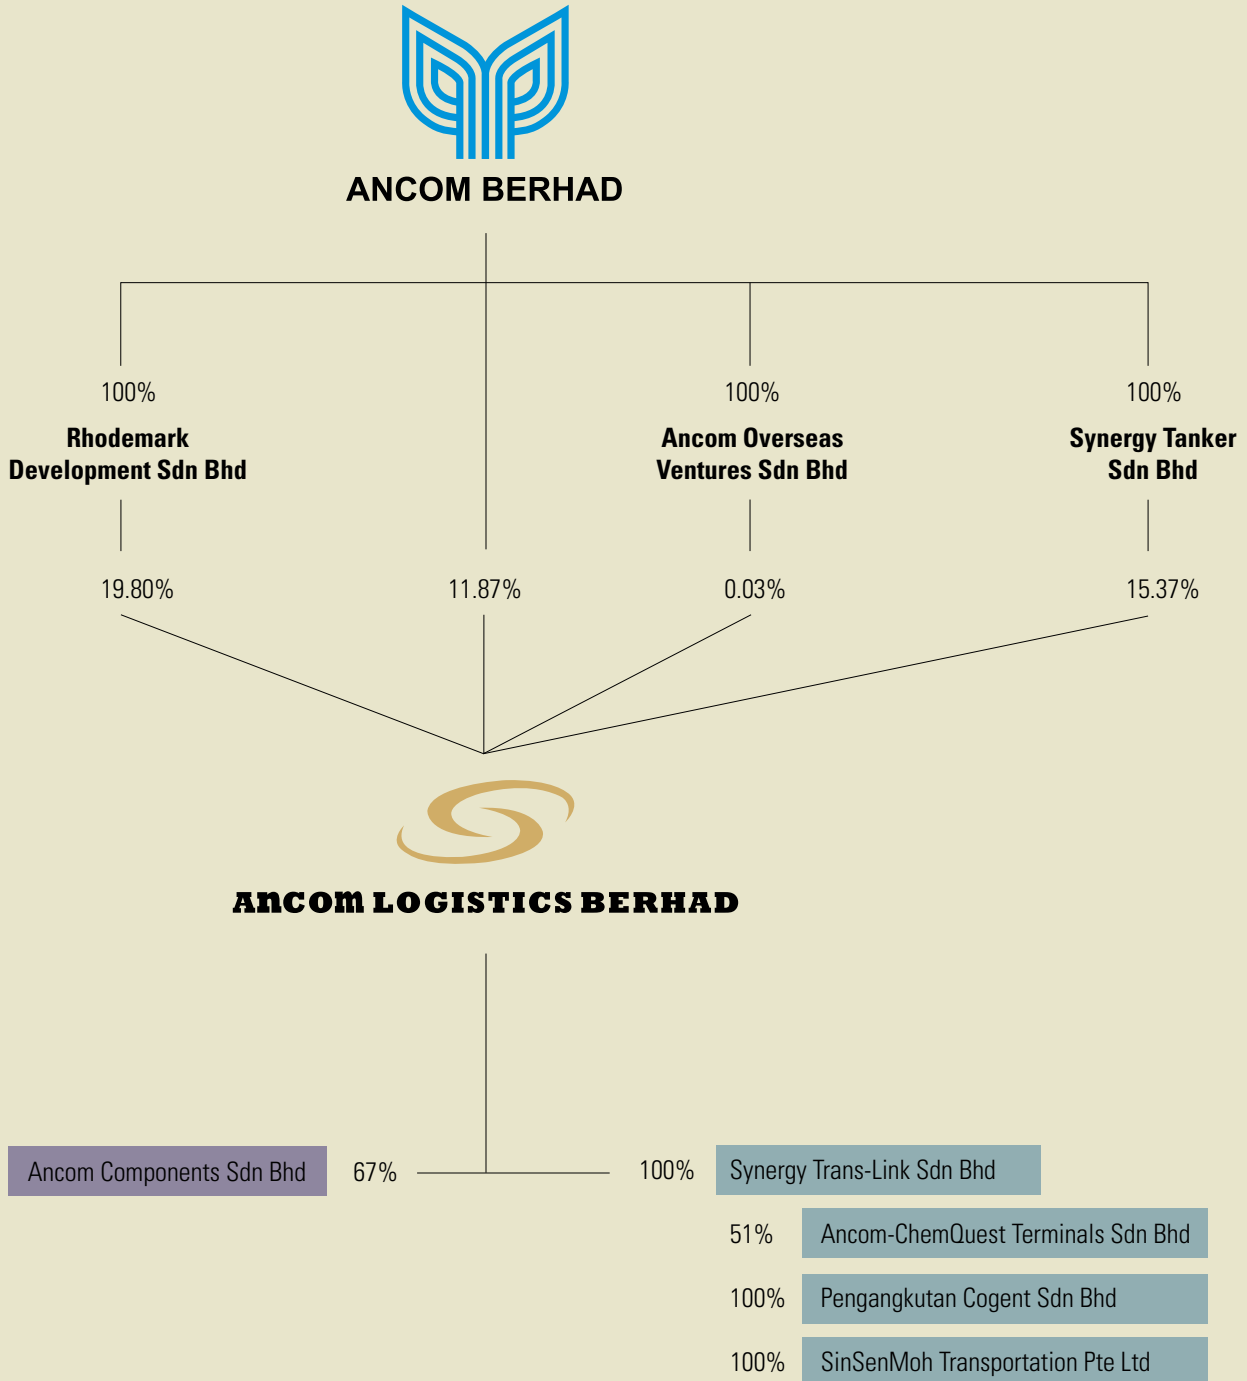 ANCOM BERHAD
100%
Rhodemark
Development Sdn Bhd
100%
Ancom Overseas
Ventures Sdn Bhd
100%
Synergy Tanker
Sdn Bhd
19.80%
11.87%
0.03%
15.37%
ANCOM LOGISTICS BERHAD
Ancom Components Sdn Bhd 67%
100% Synergy Trans-Link Sdn Bhd
51% Ancom-ChemQuest Terminals Sdn Bhd
100% Pengangkutan Cogent Sdn Bhd
100% SinSenMoh Transportation Pte Ltd